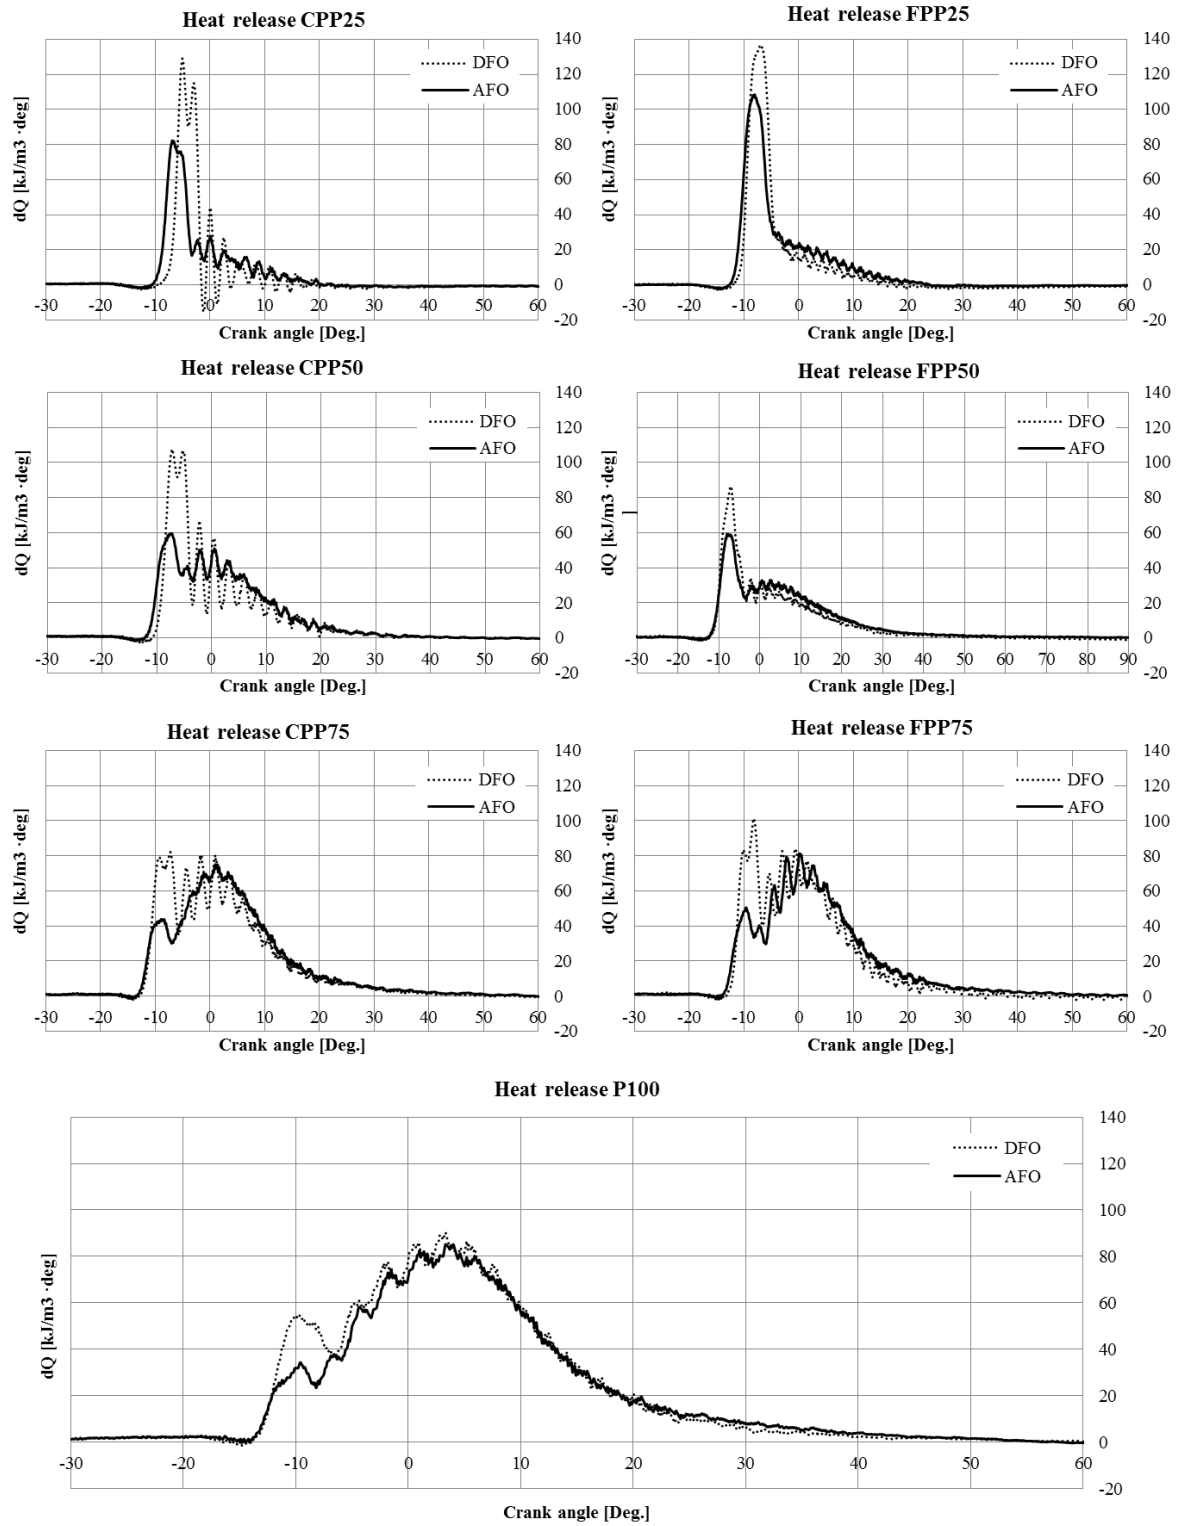 Heat release CPP25
140
120
100
80
60
40
20
0
-20
dQ [kJ/m3 ·deg]
DFO
AFO
-30 -20 -10 0 10 20 30 40 50 60
Crank angle [Deg.]
Heat release FPP25
140
120
100
80
60
40
20
0
-20
dQ [kJ/m3 ·deg]
DFO
AFO
-30 -20 -10 0 10 20 30 40 50 60
Crank angle [Deg.]
Heat release CPP50
140
120
100
80
60
40
20
0
-20
dQ [kJ/m3 ·deg]
DFO
AFO
-30 -20 -10 0 10 20 30 40 50 60
Crank angle [Deg.]
Heat release FPP50
140
120
100
80
60
40
20
0
-20
dQ [kJ/m3 ·deg]
DFO
AFO
-30 -20 -10 0 10 20 30 40 50 60 70 80 90
Crank angle [Deg.]
Heat release CPP75
140
120
100
80
60
40
20
0
-20
dQ [kJ/m3 ·deg]
DFO
AFO
-30 -20 -10 0 10 20 30 40 50 60
Crank angle [Deg.]
Heat release FPP75
140
120
100
80
60
40
20
0
-20
dQ [kJ/m3 ·deg]
DFO
AFO
-30 -20 -10 0 10 20 30 40 50 60
Crank angle [Deg.]
Heat release P100
140
120
100
80
60
40
20
0
-20
dQ [kJ/m3 ·deg]
DFO
AFO
-30 -20 -10 0 10 20 30 40 50 60
Crank angle [Deg.]